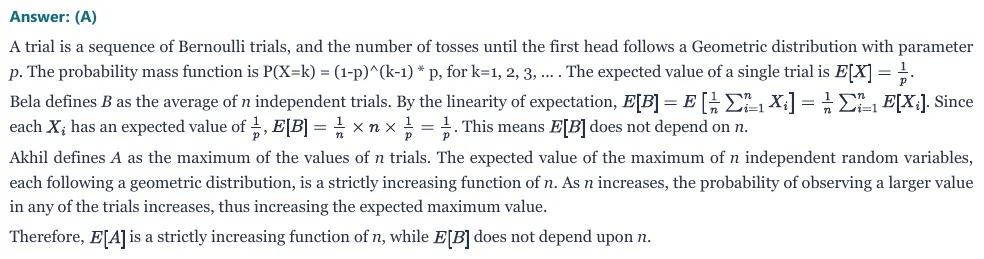 Answer: (A)
A trial is a sequence of Bernoulli trials, and the number of tosses until the first head follows a Geometric distribution with parameter
p. The probability mass function is P(X=k) = (1-p)^(k-1) * p, for k=1, 2, 3, ... . The expected value of a single trial is E[X] = 1/p.
Bela defines B as the average of n independent trials. By the linearity of expectation, E[B] = E [1/n ∑ⁿᵢ₌₁ Xᵢ] = 1/n ∑ⁿᵢ₌₁ E[Xᵢ]. Since
each Xᵢ has an expected value of 1/p, E[B] = 1/n × n × 1/p = 1/p. This means E[B] does not depend on n.
Akhil defines A as the maximum of the values of n trials. The expected value of the maximum of n independent random variables,
each following a geometric distribution, is a strictly increasing function of n. As n increases, the probability of observing a larger value
in any of the trials increases, thus increasing the expected maximum value.
Therefore, E[A] is a strictly increasing function of n, while E[B] does not depend upon n.